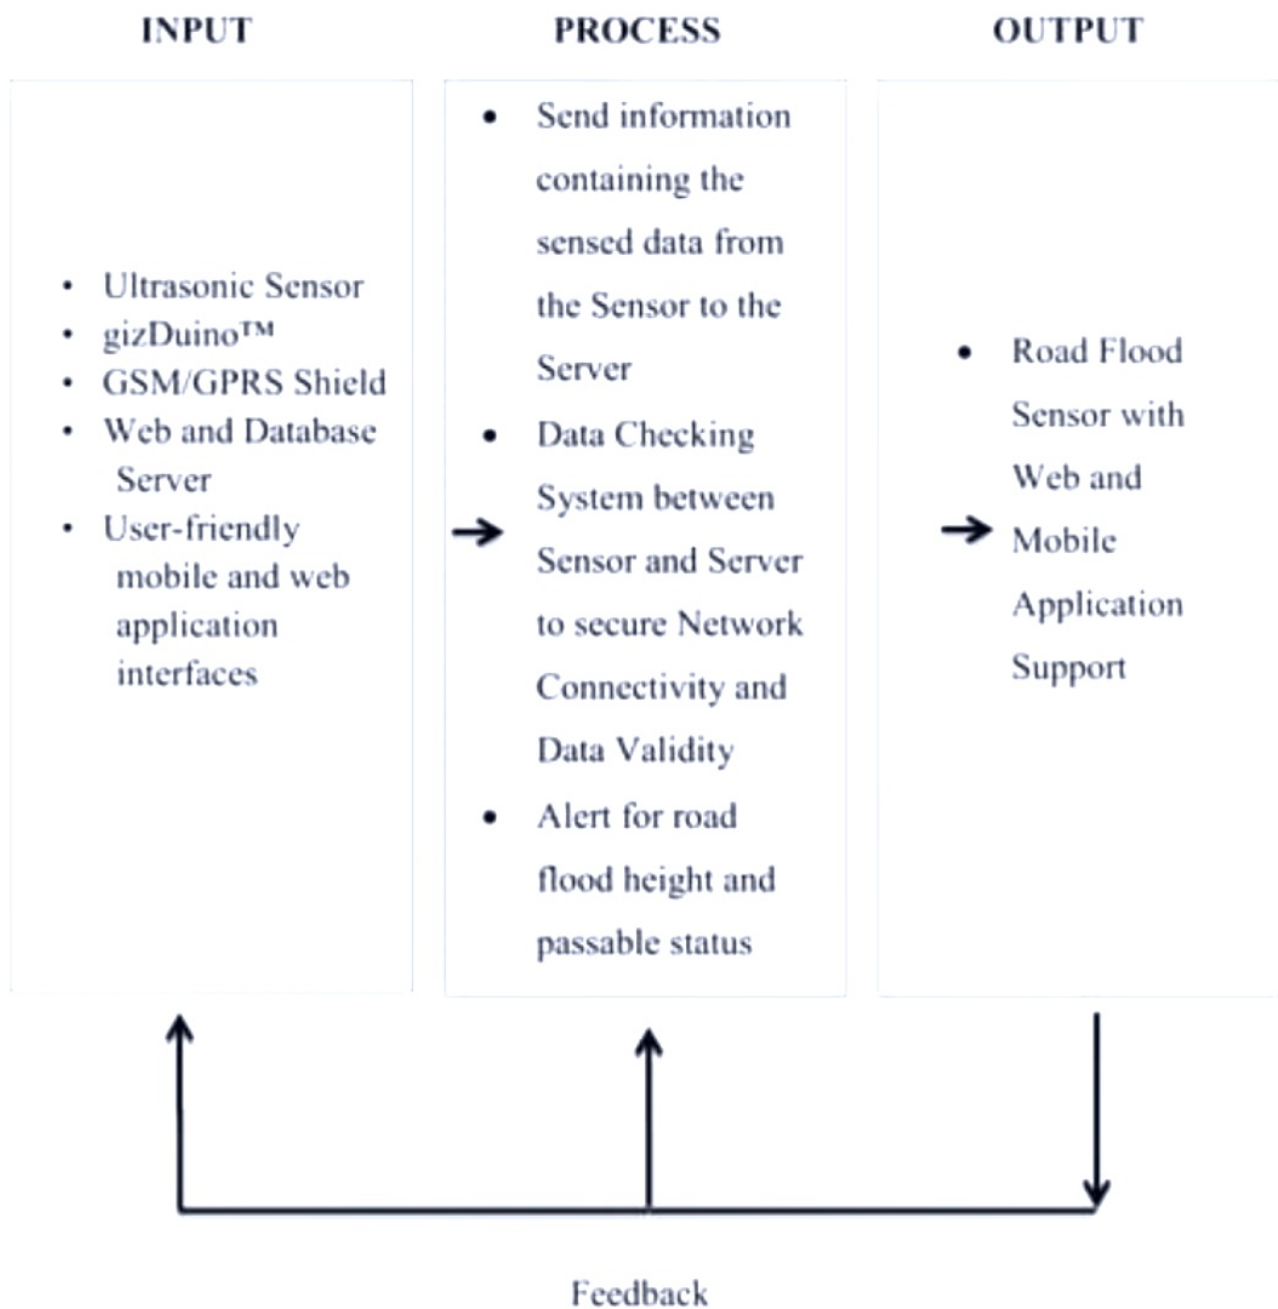 INPUT
PROCESS
OUTPUT
• Ultrasonic Sensor
• gizDuino™
• GSM/GPRS Shield
• Web and Database
Server
• User-friendly
mobile and web
application
interfaces
• Send information
containing the
sensed data from
the Sensor to the
Server
• Data Checking
System between
Sensor and Server
to secure Network
Connectivity and
Data Validity
• Alert for road
flood height and
passable status
• Road Flood
Sensor with
Web and
Mobile
Application
Support
Feedback